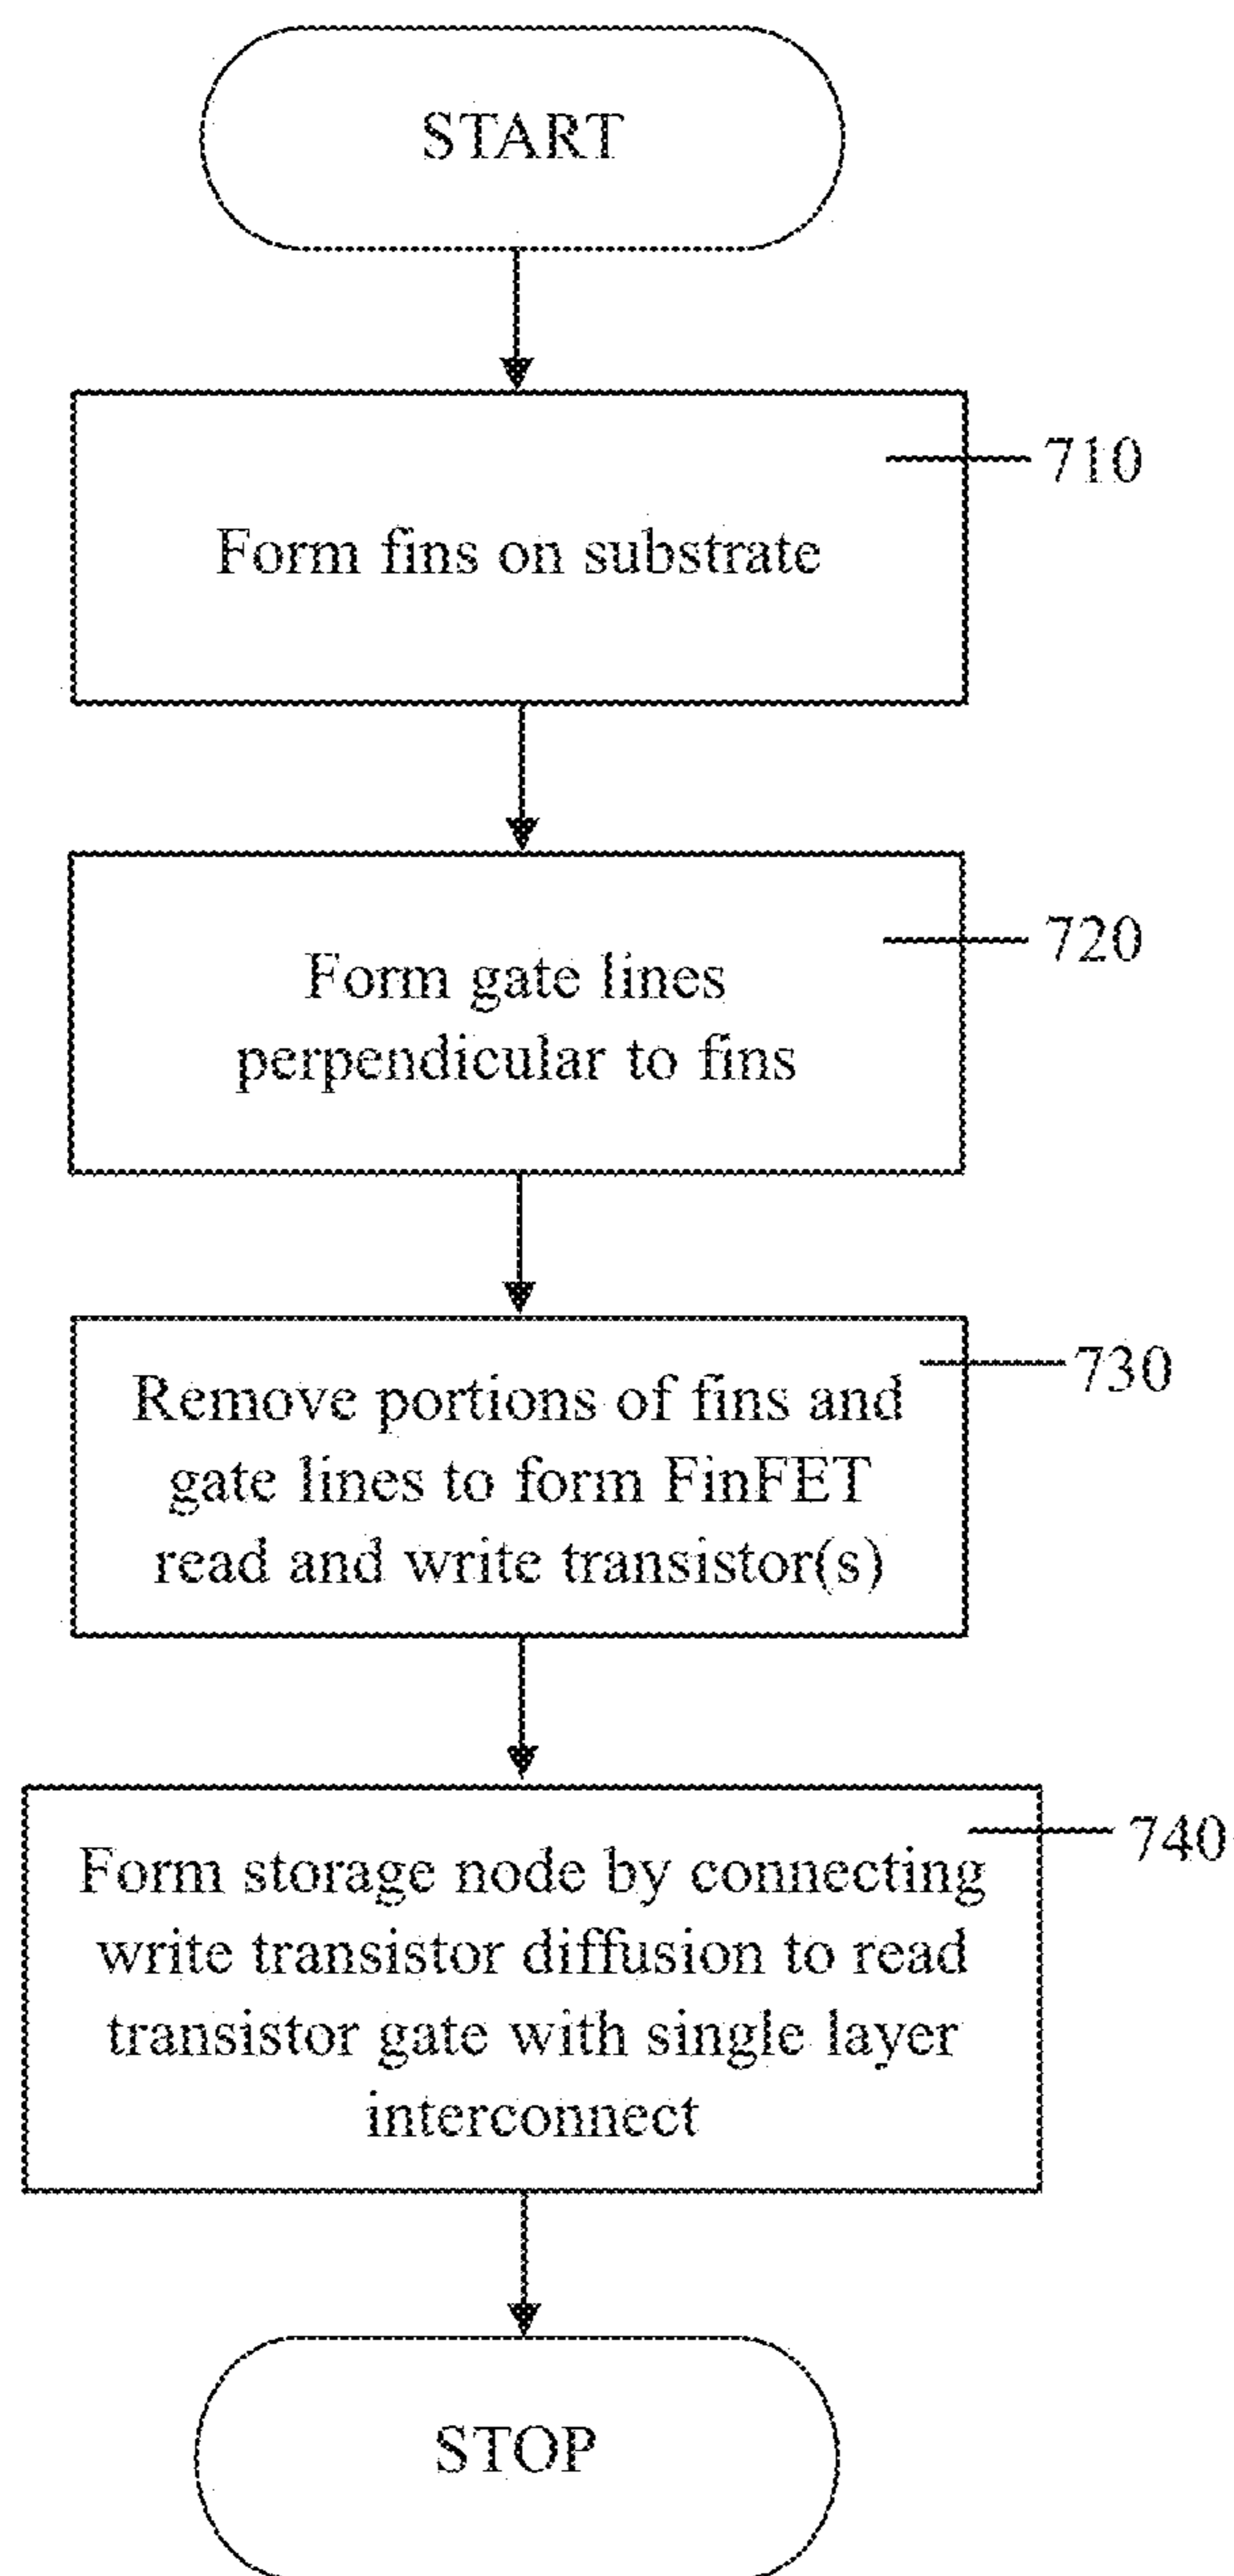 START
710
Form fins on substrate
720
Form gate lines
perpendicular to fins
730
Remove portions of fins and
gate lines to form FinFET
read and write transistor(s)
740
Form storage node by connecting
write transistor diffusion to read
transistor gate with single layer
interconnect
STOP